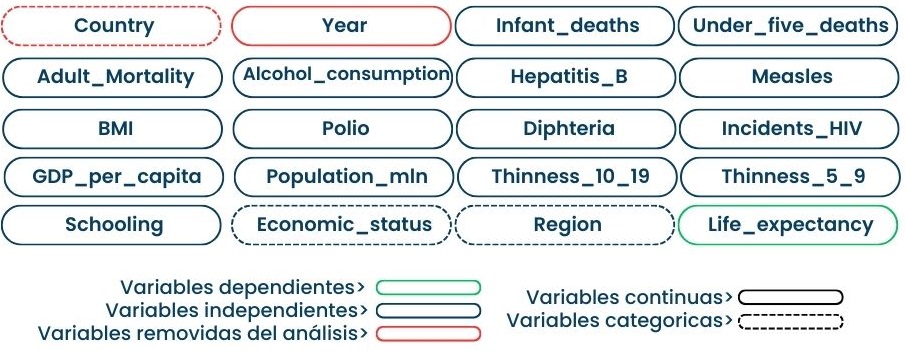 Country Year Infant_deaths Under_five_deaths
Adult_Mortality Alcohol_consumption Hepatitis_B Measles
BMI Polio Diphteria Incidents_HIV
GDP_per_capita Population_mln Thinness_10_19 Thinness_5_9
Schooling Economic_status Region Life_expectancy
Variables dependientes>
Variables independientes>
Variables removidas del análisis>
Variables continuas>
Variables categoricas>